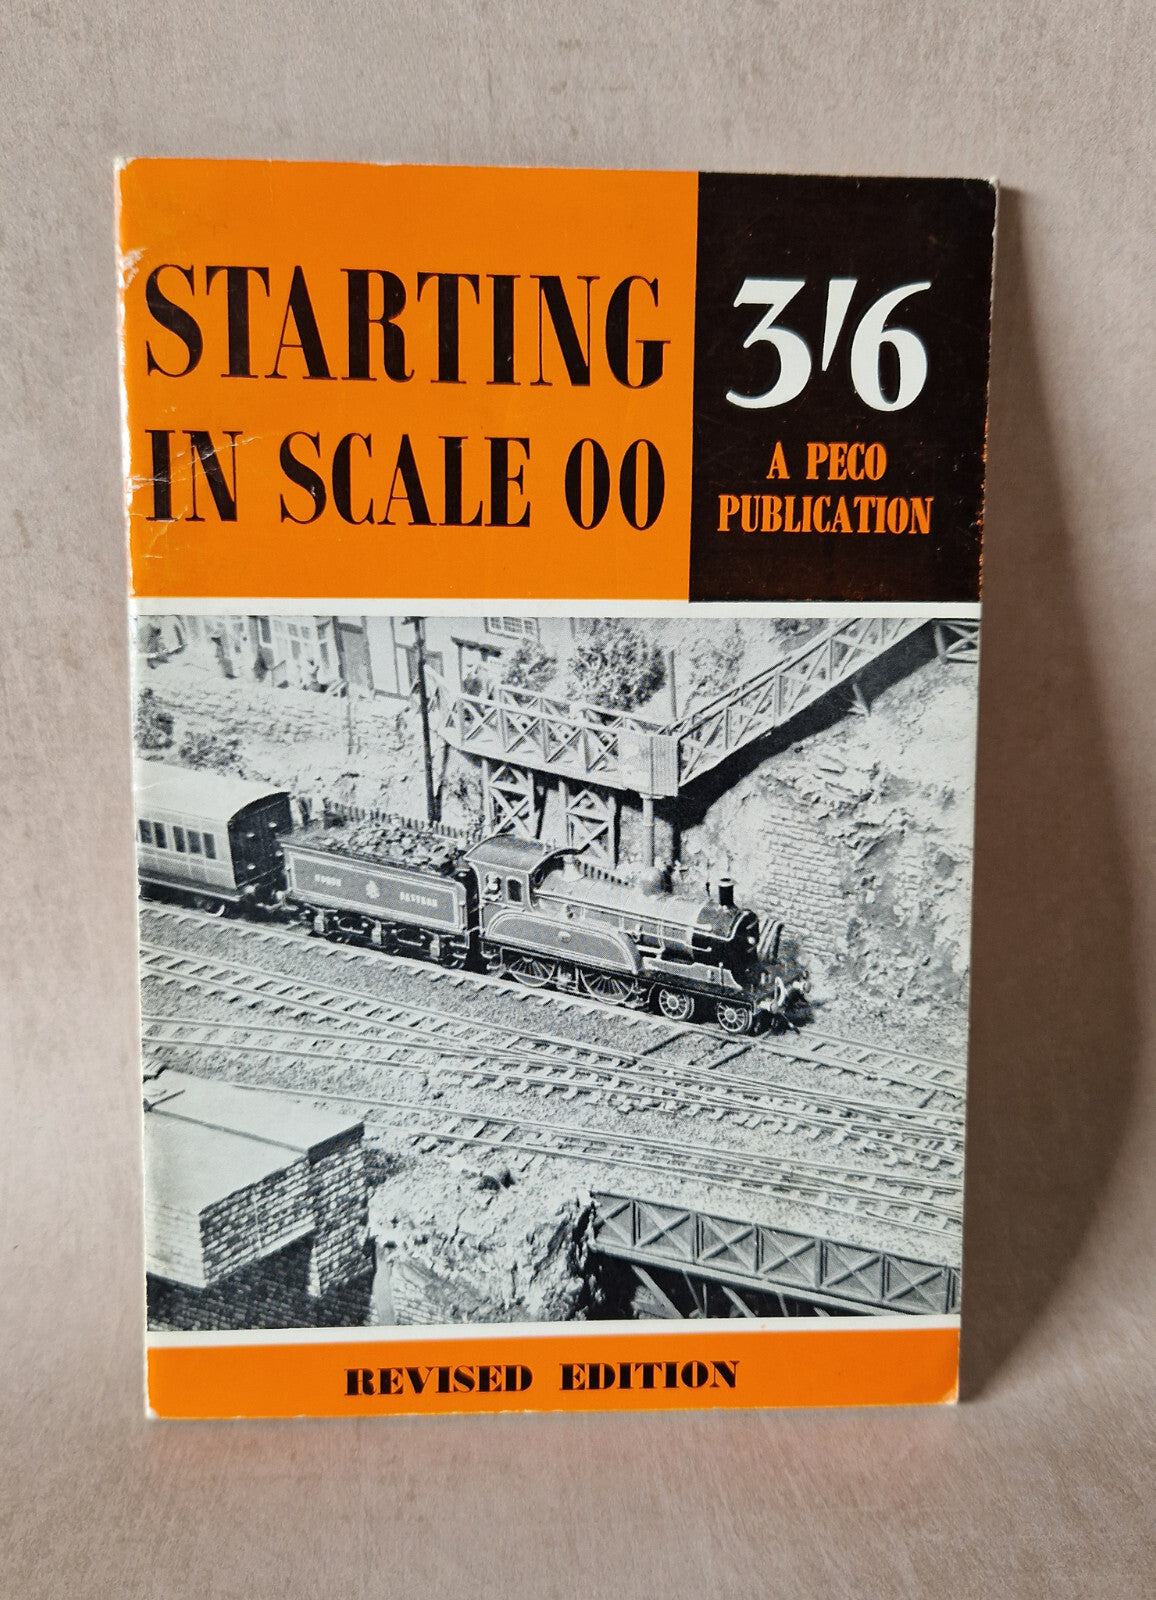 STARTING
IN SCALE 00
3'6
A PECO
PUBLICATION
REVISED EDITION